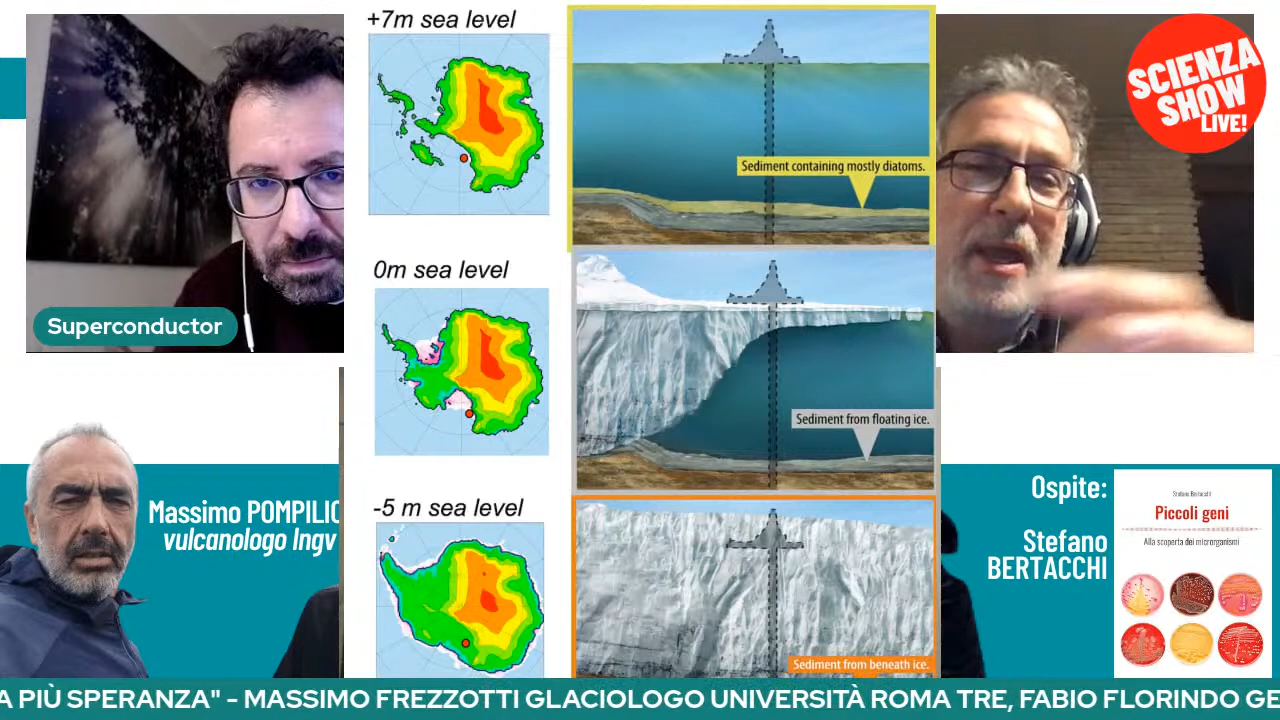 +7m sea level
SCIENZA
SHOW
LIVE!
Sediment containing mostly diatoms.
0m sea level
Superconductor
Sediment from floating ice.
-5 m sea level
Massimo POMPILIO
vulcanologo Ingv
Ospite:
Stefano
BERTACCHI
Stefano Bertacchi
Piccoli geni
Alla scoperta dei microrganismi
Sediment from beneath ice.
A PIÙ SPERANZA" - MASSIMO FREZZOTTI GLACIOLOGO UNIVERSITÀ ROMA TRE, FABIO FLORINDO GE